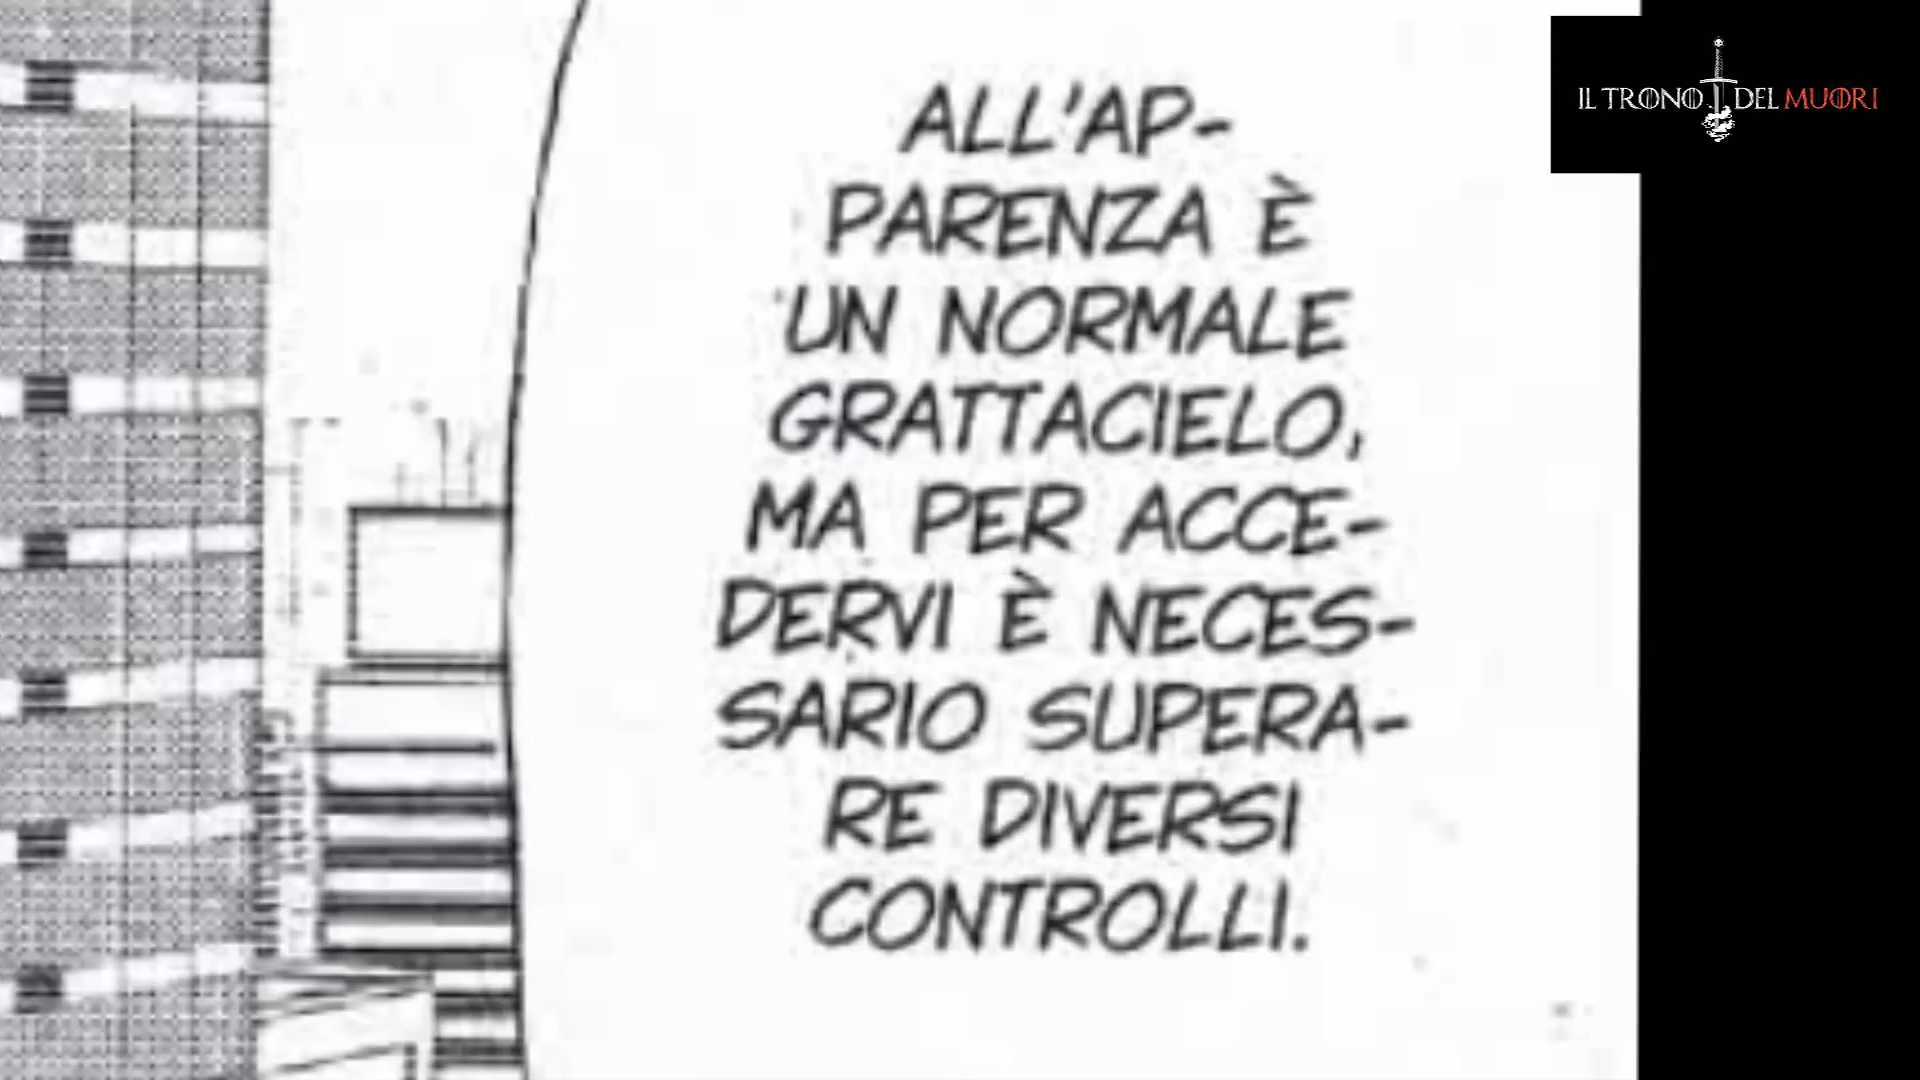 ALL'AP-
PARENZA È
UN NORMALE
GRATTACIELO,
MA PER ACCE-
DERVI È NECES-
SARIO SUPERA-
RE DIVERSI
CONTROLLI.
IL TRONO DEL MUORI